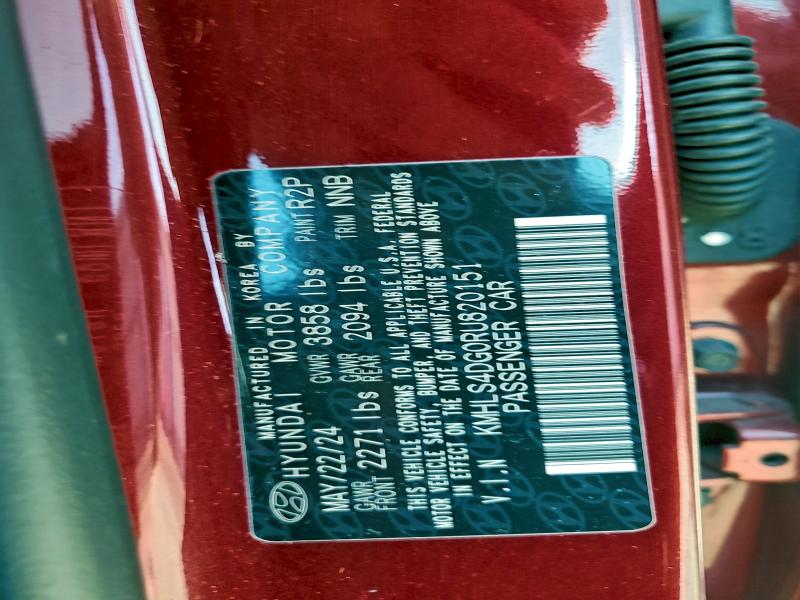 MANUFACTURED IN KOREA BY
HYUNDAI MOTOR COMPANY
MAY/22/24 GVWR 3858 lbs PAINT R2P
GAWR FRONT 2271 lbs GAWR REAR 2094 lbs TRIM NNB
THIS VEHICLE CONFORMS TO ALL APPLICABLE U.S.A. FEDERAL
MOTOR VEHICLE SAFETY, BUMPER, AND THEFT PREVENTION STANDARDS
IN EFFECT ON THE DATE OF MANUFACTURE SHOWN ABOVE
V.I.N KMHLS4DG0RU820151
PASSENGER CAR